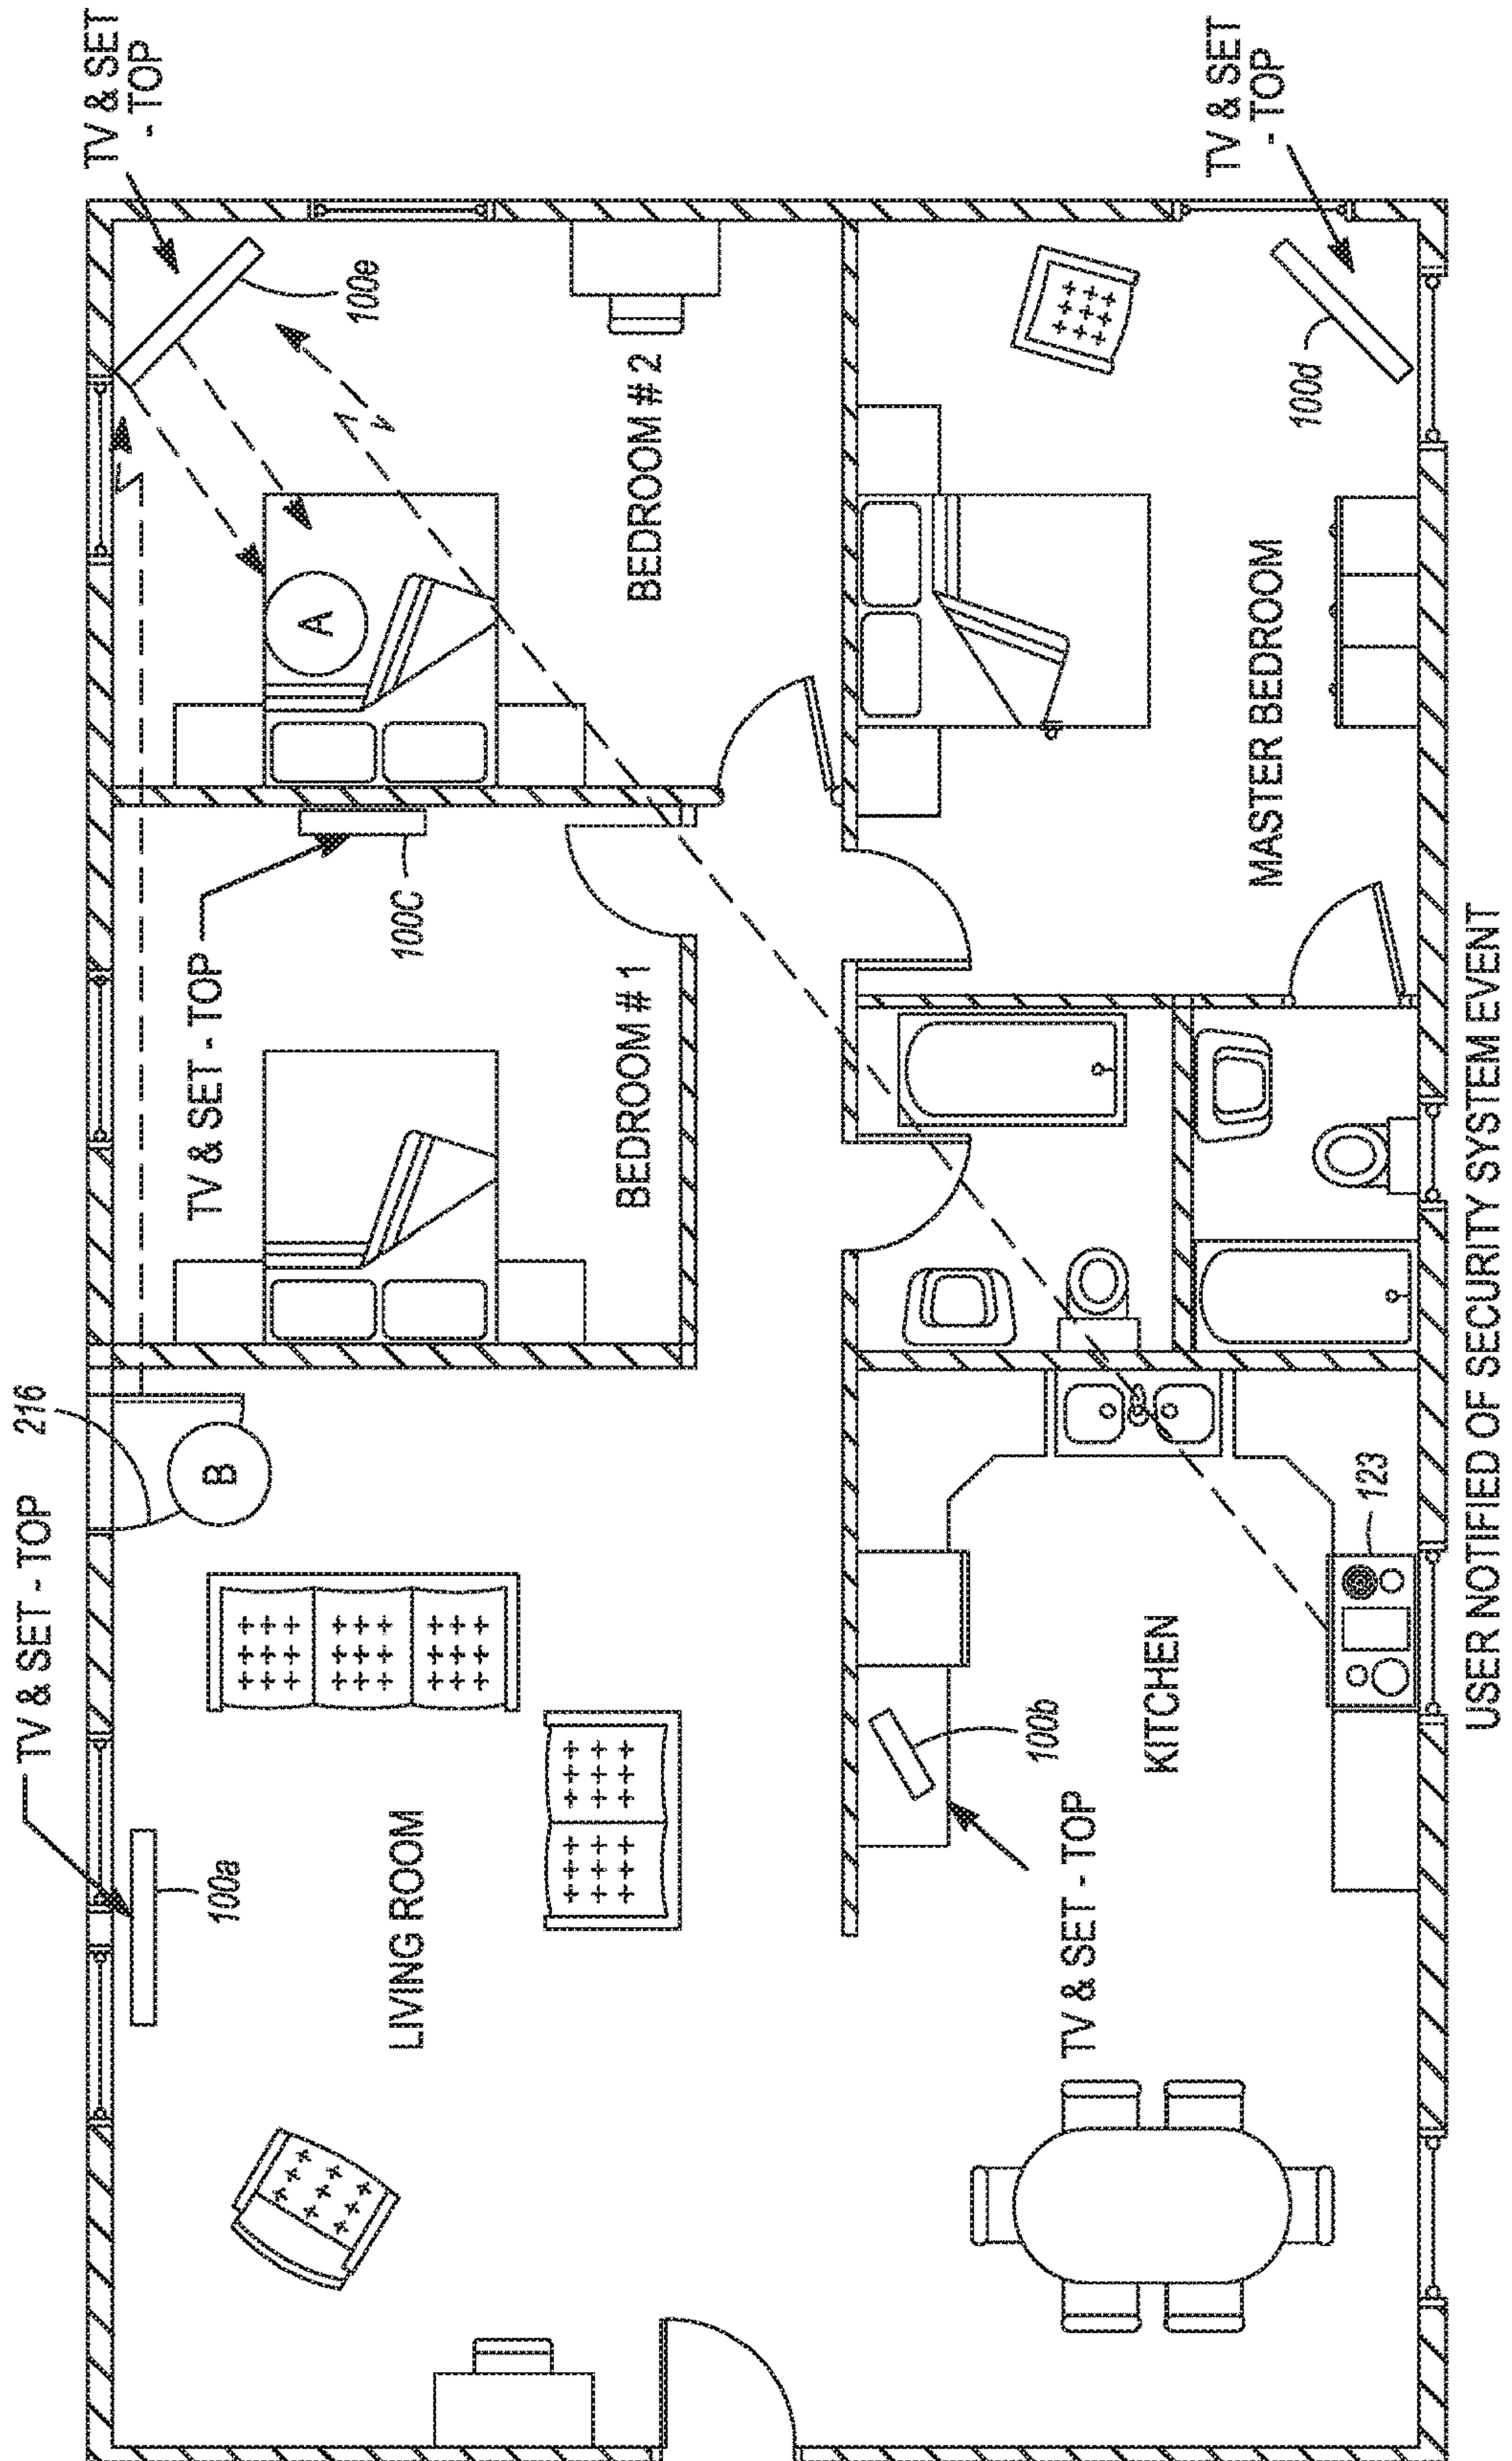 TV & SET - TOP
216
TV & SET - TOP
TV & SET
- TOP
B
A
100a
100C
100e
LIVING ROOM
BEDROOM # 1
BEDROOM # 2
TV & SET - TOP
100b
KITCHEN
123
MASTER BEDROOM
100d
TV & SET
- TOP
USER NOTIFIED OF SECURITY SYSTEM EVENT